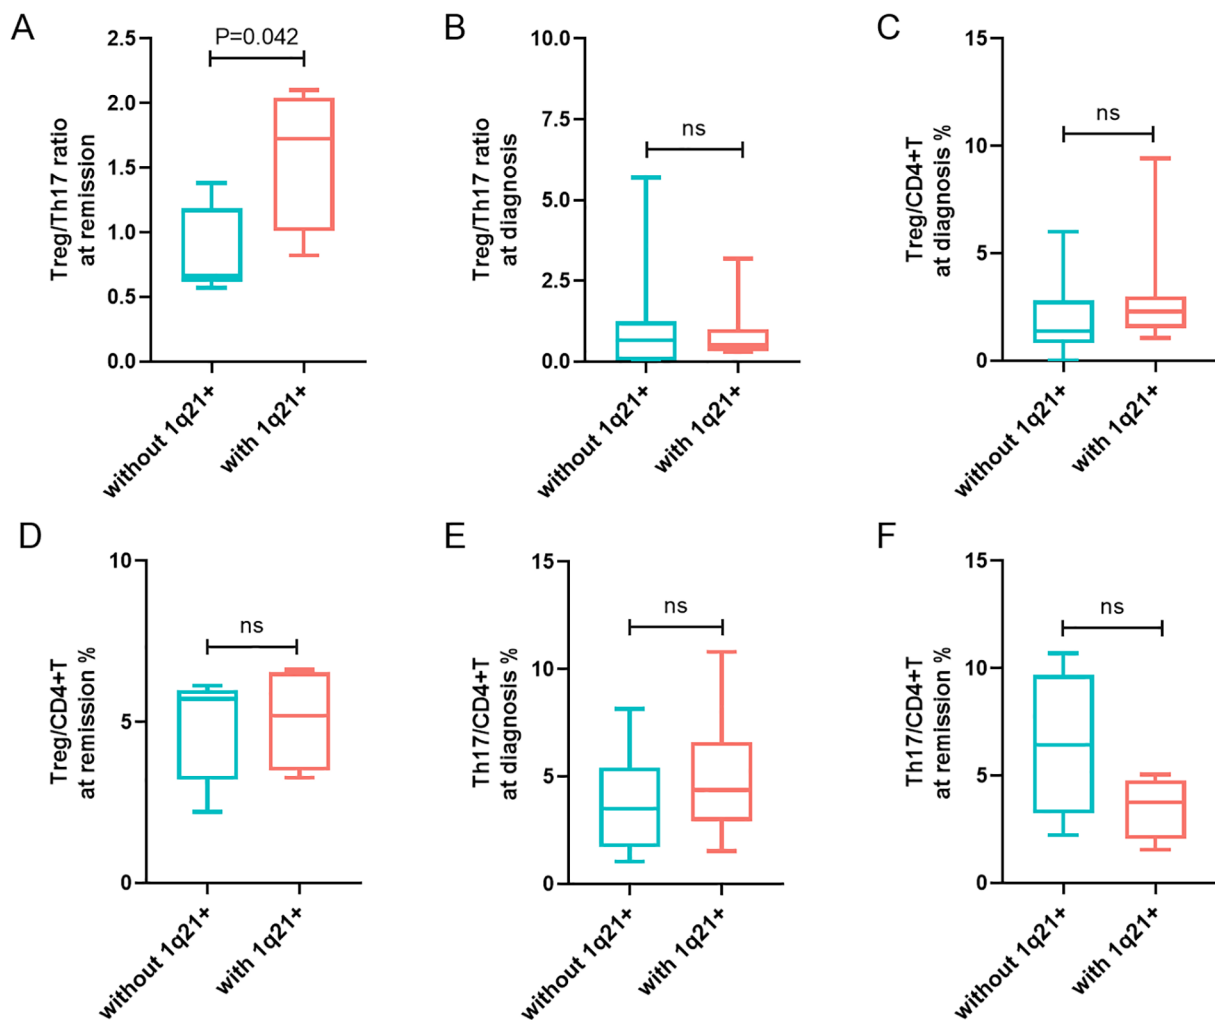 A
Treg/Th17 ratio
at remission
2.5
2.0
1.5
1.0
0.5
0.0
P=0.042
without 1q21+
with 1q21+
B
Treg/Th17 ratio
at diagnosis
10.0
7.5
5.0
2.5
0.0
ns
without 1q21+
with 1q21+
C
Treg/CD4+T
at diagnosis %
15
10
5
0
ns
without 1q21+
with 1q21+
D
Treg/CD4+T
at remission %
10
5
0
ns
without 1q21+
with 1q21+
E
Th17/CD4+T
at diagnosis %
15
10
5
0
ns
without 1q21+
with 1q21+
F
Th17/CD4+T
at remission %
15
10
5
0
ns
without 1q21+
with 1q21+